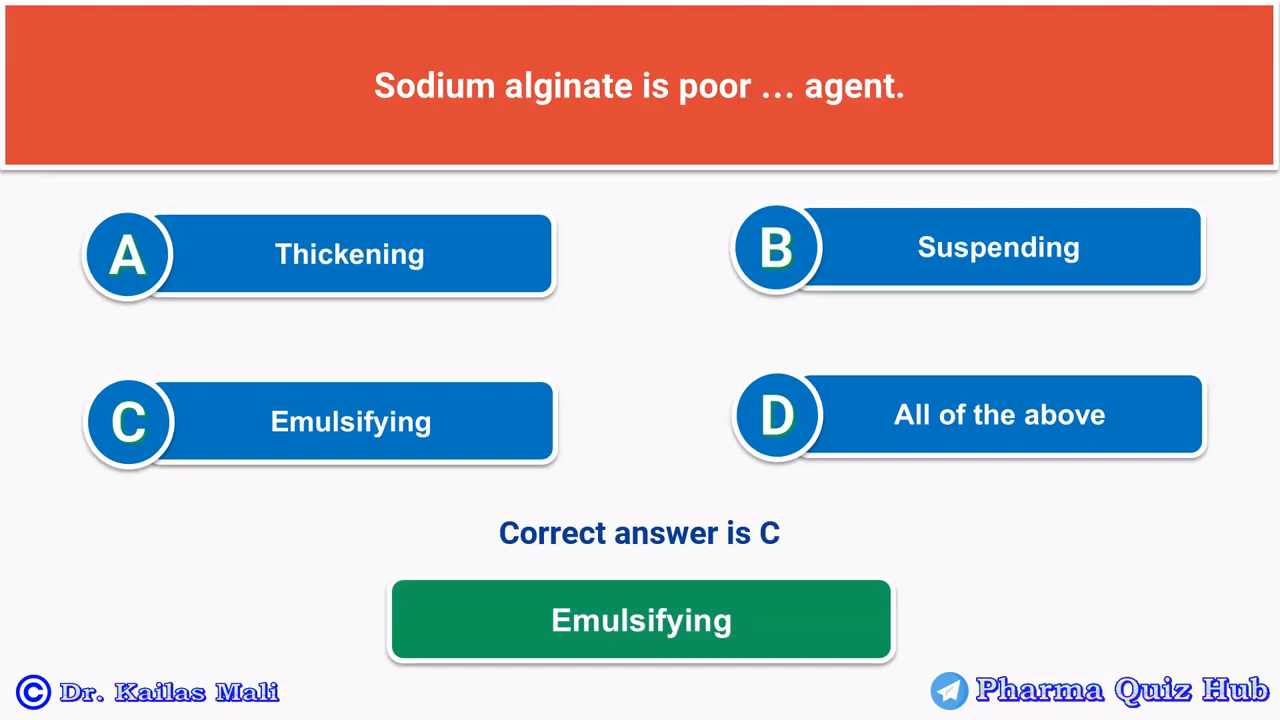 Sodium alginate is poor ... agent.
A Thickening
B Suspending
C Emulsifying
D All of the above
Correct answer is C
Emulsifying
© Dr. Kailas Mali
Pharma Quiz Hub